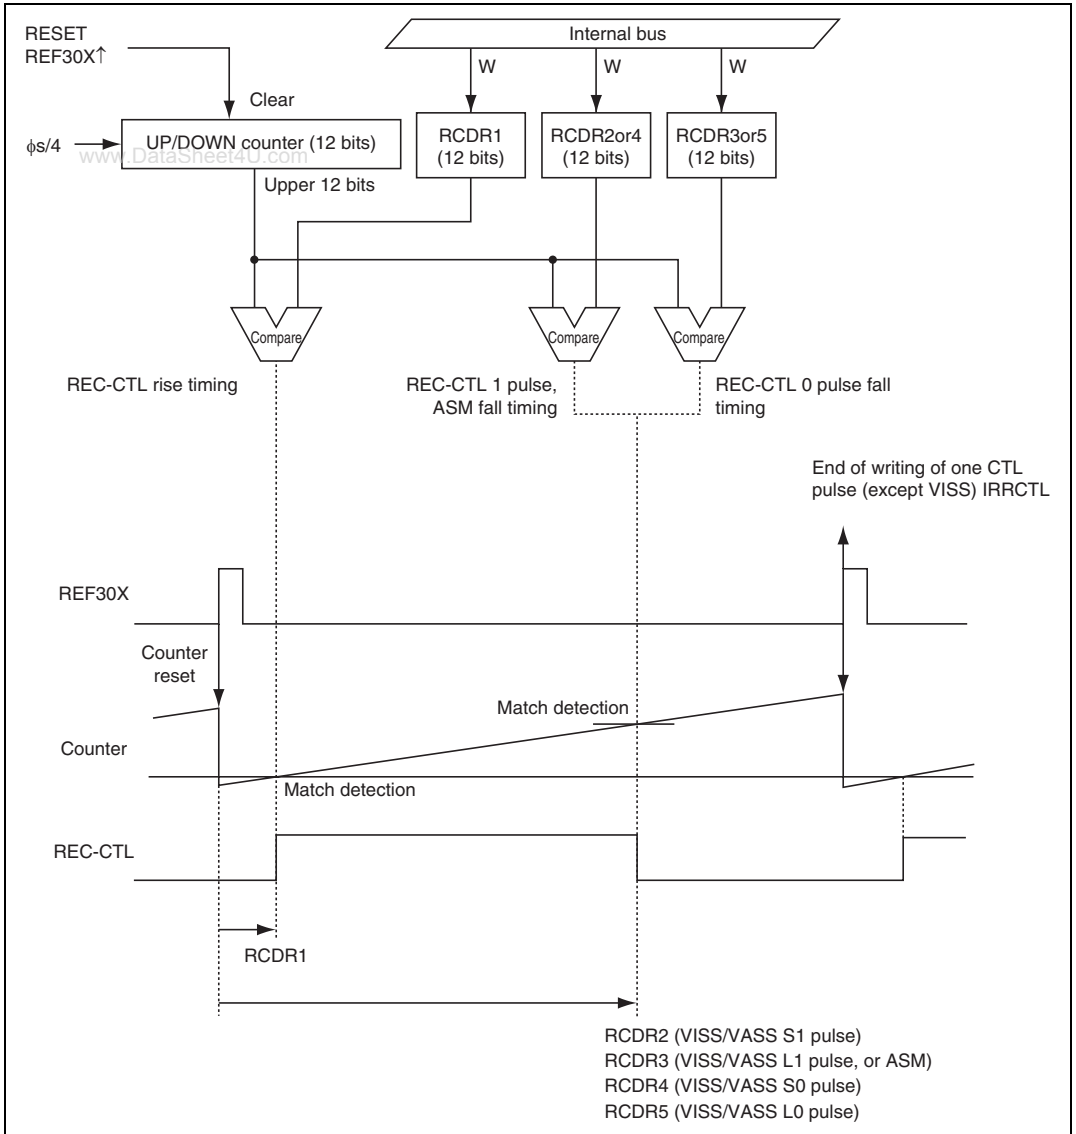 RESET
REF30X↑
Internal bus
W
W
W
Clear
φs/4
UP/DOWN counter (12 bits)
RCDR1
(12 bits)
RCDR2or4
(12 bits)
RCDR3or5
(12 bits)
www.DataSheet4U.com
Upper 12 bits
Compare
Compare
Compare
REC-CTL rise timing
REC-CTL 1 pulse,
ASM fall timing
REC-CTL 0 pulse fall
timing
End of writing of one CTL
pulse (except VISS) IRRCTL
REF30X
Counter
reset
Match detection
Counter
Match detection
REC-CTL
RCDR1
RCDR2 (VISS/VASS S1 pulse)
RCDR3 (VISS/VASS L1 pulse, or ASM)
RCDR4 (VISS/VASS S0 pulse)
RCDR5 (VISS/VASS L0 pulse)